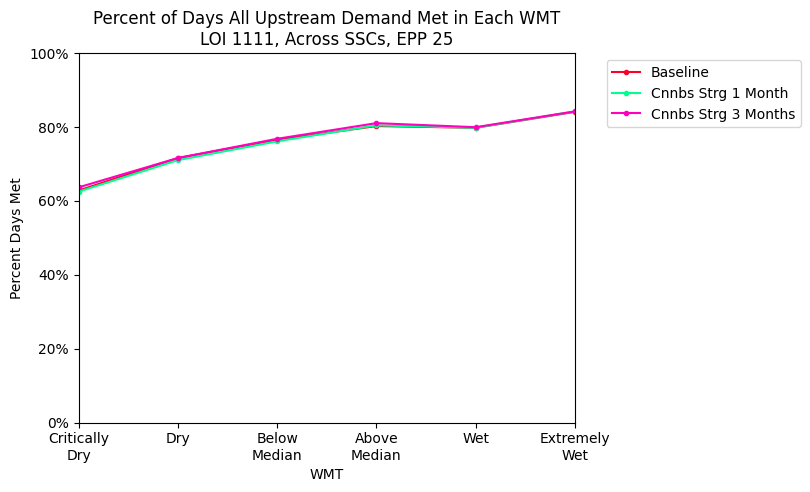 Percent of Days All Upstream Demand Met in Each WMT
LOI 1111, Across SSCs, EPP 25
100%
80%
60%
40%
20%
0%
Percent Days Met
Critically
Dry
Dry
Below
Median
Above
Median
Wet
Extremely
Wet
WMT
Baseline
Cnnbs Strg 1 Month
Cnnbs Strg 3 Months